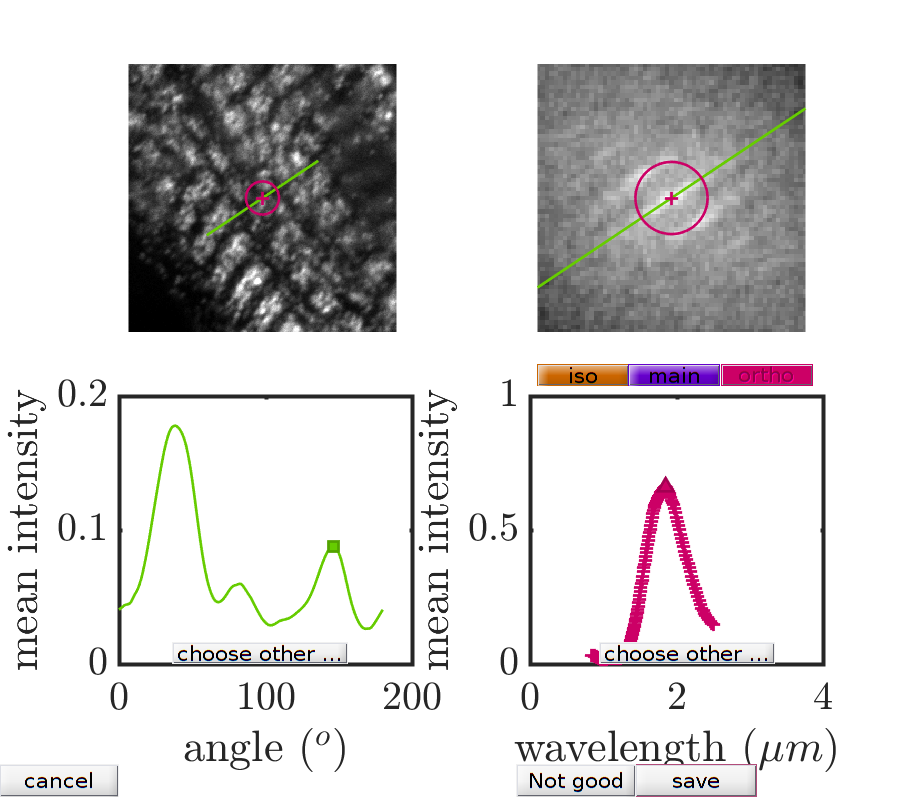 iso main ortho
0.2
0.1
0
mean intensity
0 100 200
angle (o)
choose other ...
1
0.5
0
mean intensity
0 2 4
wavelength (μm)
choose other ...
cancel
Not good
save